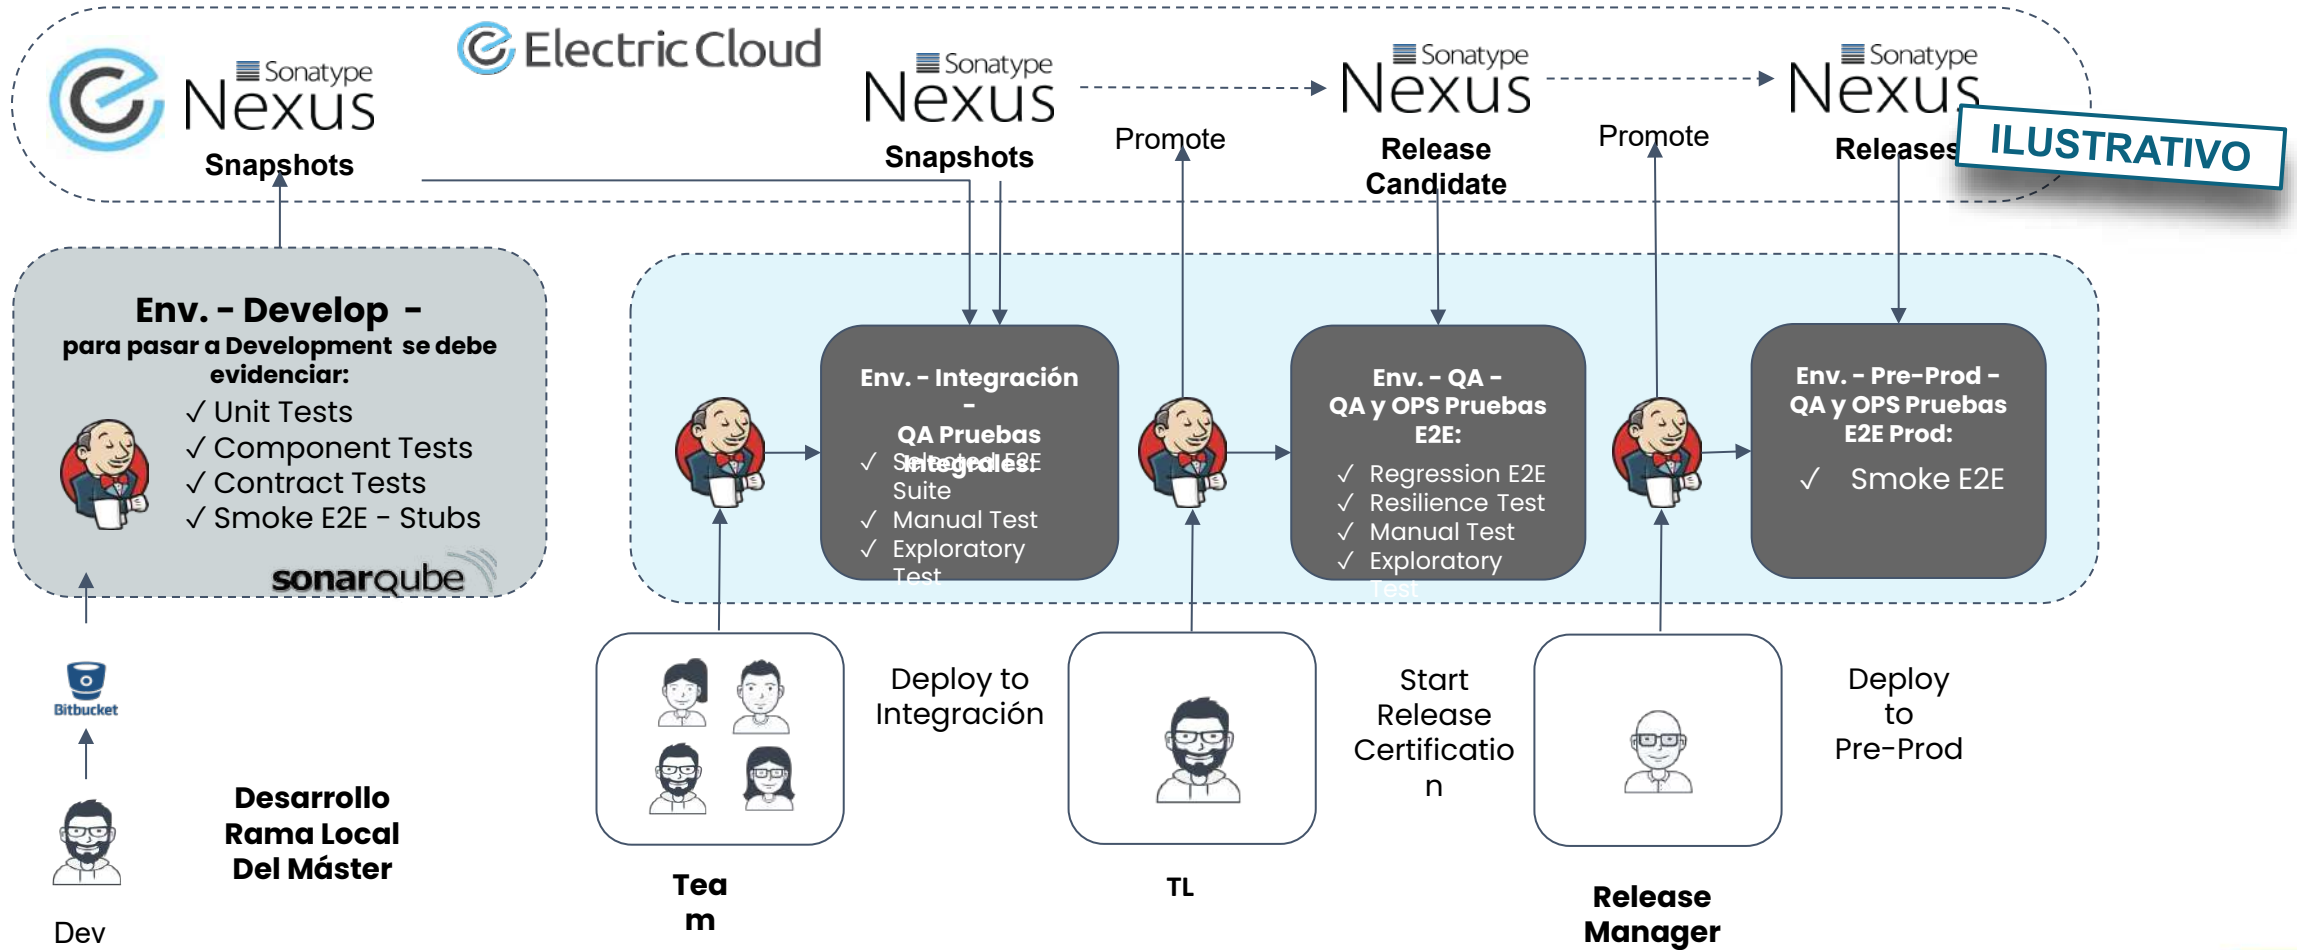 Electric Cloud
Sonatype
Nexus
Snapshots
Sonatype
Nexus
Snapshots
Promote
Sonatype
Nexus
Release
Candidate
Promote
Sonatype
Nexus
Releases
ILUSTRATIVO
Env. - Develop -
para pasar a Development se debe
evidenciar:
✓ Unit Tests
✓ Component Tests
✓ Contract Tests
✓ Smoke E2E - Stubs
sonarqube
Env. - Integración
-
QA Pruebas
Integrales:
✓ Selected E2E
Suite
✓ Manual Test
✓ Exploratory
Test
Env. - QA -
QA y OPS Pruebas
E2E:
✓ Regression E2E
✓ Resilience Test
✓ Manual Test
✓ Exploratory
Test
Env. - Pre-Prod -
QA y OPS Pruebas
E2E Prod:
✓ Smoke E2E
Bitbucket
Dev
Desarrollo
Rama Local
Del Máster
Tea
m
Deploy to
Integración
TL
Start
Release
Certificatio
n
Release
Manager
Deploy
to
Pre-Prod